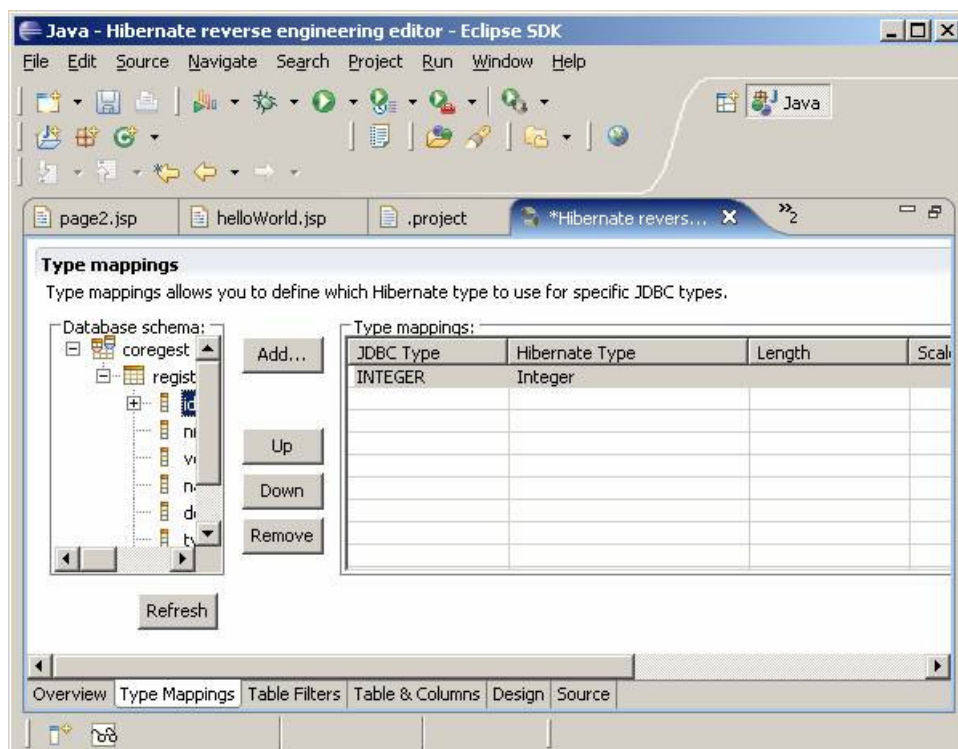 Java - Hibernate reverse engineering editor - Eclipse SDK
File Edit Source Navigate Search Project Run Window Help
Java
page2.jsp helloWorld.jsp .project *Hibernate revers... »2
Type mappings
Type mappings allows you to define which Hibernate type to use for specific JDBC types.
Database schema: Type mappings:
coregest Add... JDBC Type Hibernate Type Length
regist INTEGER Integer
id
Up
Down
Remove
Refresh
Overview Type Mappings Table Filters Table & Columns Design Source